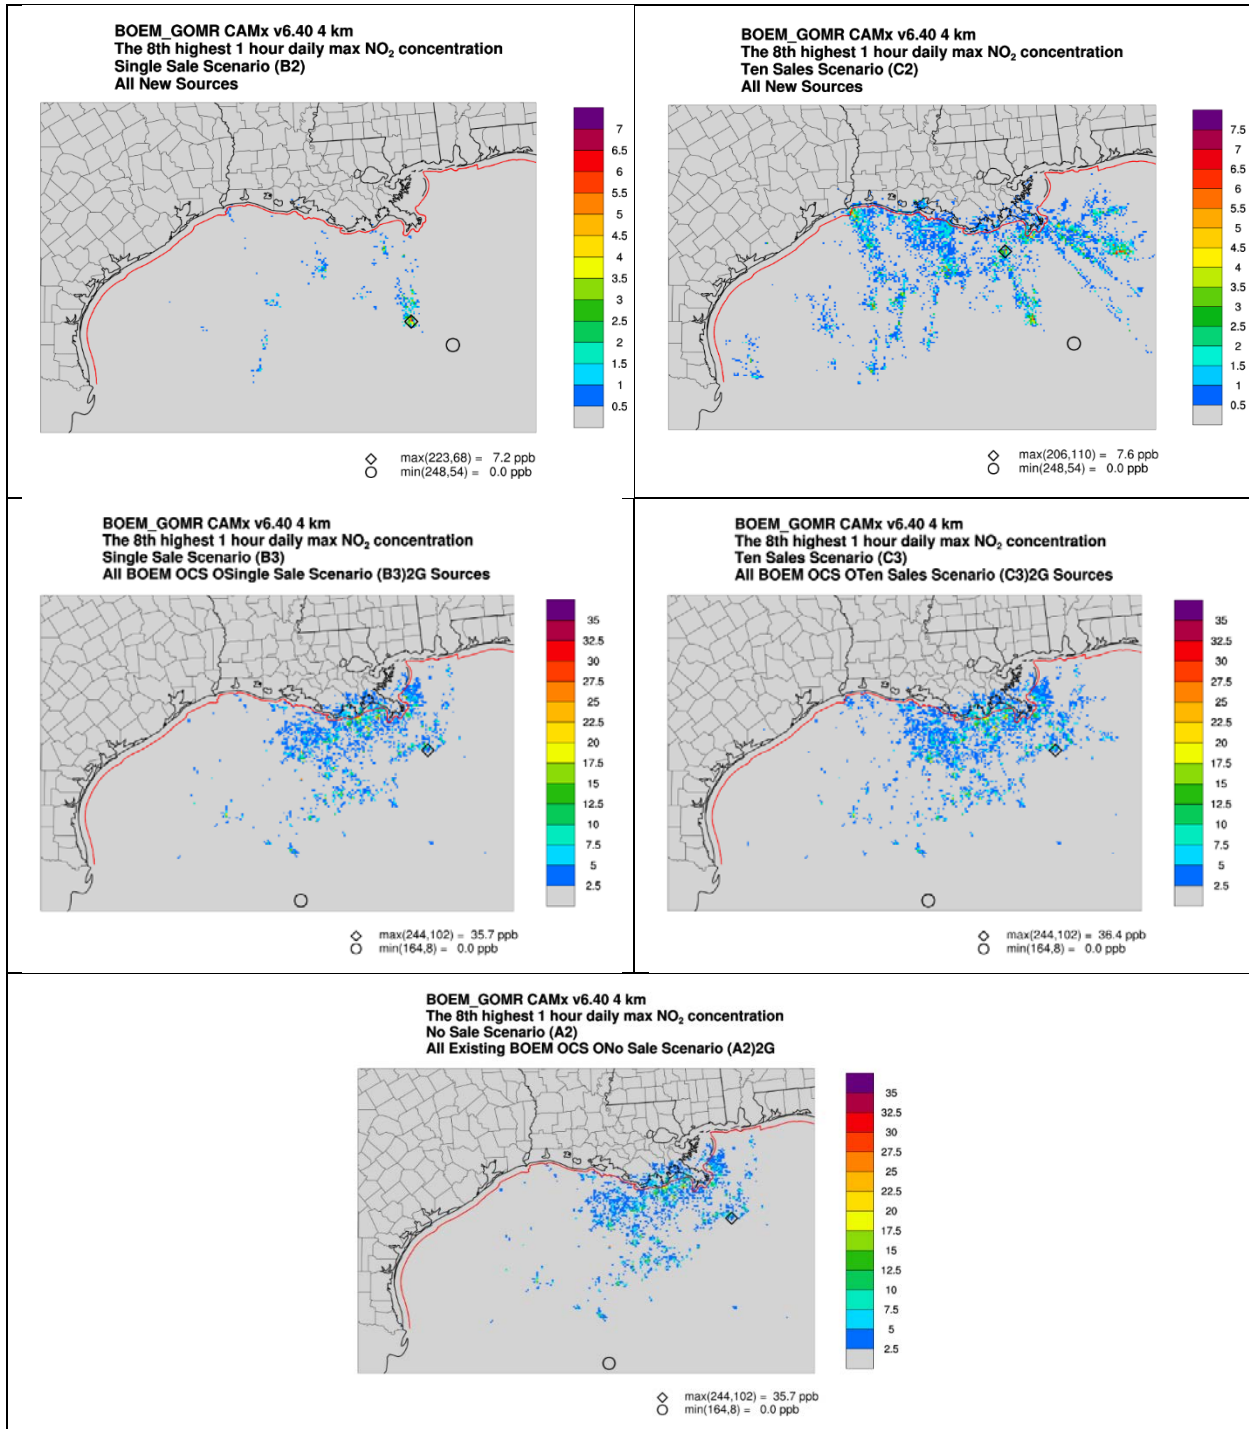 BOEM_GOMR CAMx v6.40 4 km
The 8th highest 1 hour daily max NO₂ concentration
Single Sale Scenario (B2)
All New Sources
7
6.5
6
5.5
5
4.5
4
3.5
3
2.5
2
1.5
1
0.5
max(223,68) = 7.2 ppb
min(248,54) = 0.0 ppb
BOEM_GOMR CAMx v6.40 4 km
The 8th highest 1 hour daily max NO₂ concentration
Ten Sales Scenario (C2)
All New Sources
7.5
7
6.5
6
5.5
5
4.5
4
3.5
3
2.5
2
1.5
1
0.5
max(206,110) = 7.6 ppb
min(248,54) = 0.0 ppb
BOEM_GOMR CAMx v6.40 4 km
The 8th highest 1 hour daily max NO₂ concentration
Single Sale Scenario (B3)
All BOEM OCS OSingle Sale Scenario (B3)2G Sources
35
32.5
30
27.5
25
22.5
20
17.5
15
12.5
10
7.5
5
2.5
max(244,102) = 35.7 ppb
min(164,8) = 0.0 ppb
BOEM_GOMR CAMx v6.40 4 km
The 8th highest 1 hour daily max NO₂ concentration
Ten Sales Scenario (C3)
All BOEM OCS OTen Sales Scenario (C3)2G Sources
35
32.5
30
27.5
25
22.5
20
17.5
15
12.5
10
7.5
5
2.5
max(244,102) = 36.4 ppb
min(164,8) = 0.0 ppb
BOEM_GOMR CAMx v6.40 4 km
The 8th highest 1 hour daily max NO₂ concentration
No Sale Scenario (A2)
All Existing BOEM OCS ONo Sale Scenario (A2)2G
35
32.5
30
27.5
25
22.5
20
17.5
15
12.5
10
7.5
5
2.5
max(244,102) = 35.7 ppb
min(164,8) = 0.0 ppb